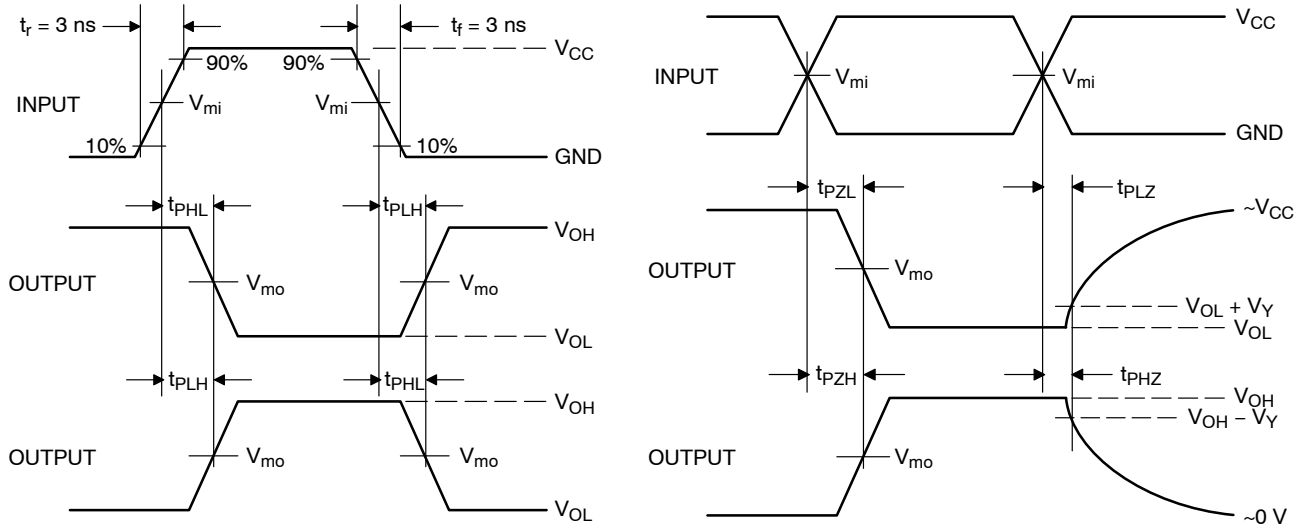 t_r = 3 ns
t_f = 3 ns
V_CC
90%
90%
INPUT
V_mi
V_mi
10%
10%
GND
t_PHL
t_PLH
V_OH
OUTPUT
V_mo
V_mo
V_OL
t_PLH
t_PHL
V_OH
OUTPUT
V_mo
V_mo
V_OL
V_CC
INPUT
V_mi
V_mi
GND
t_PZL
t_PLZ
~V_CC
OUTPUT
V_mo
V_OL + V_Y
V_OL
t_PZH
t_PHZ
V_OH
V_OH − V_Y
OUTPUT
V_mo
~0 V